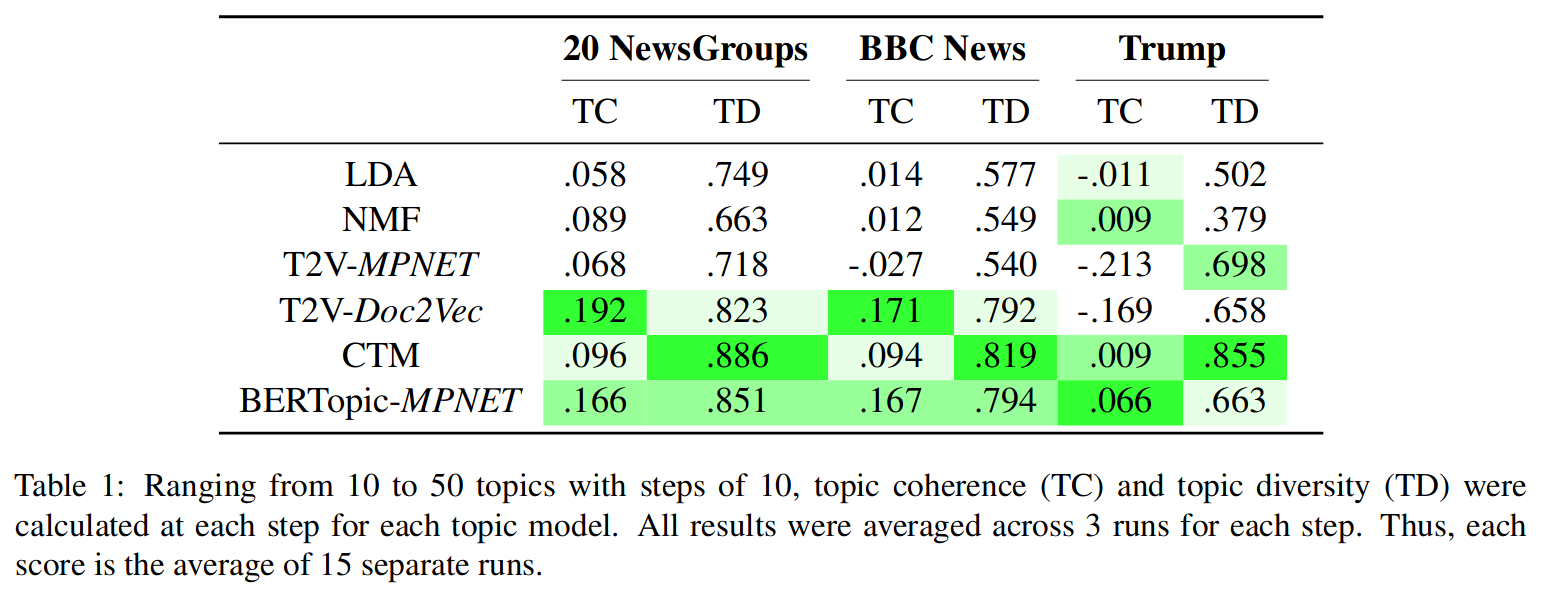 20 NewsGroups BBC News Trump
TC TD TC TD TC TD
LDA .058 .749 .014 .577 -.011 .502
NMF .089 .663 .012 .549 .009 .379
T2V-MPNET .068 .718 -.027 .540 -.213 .698
T2V-Doc2Vec .192 .823 .171 .792 -.169 .658
CTM .096 .886 .094 .819 .009 .855
BERTopic-MPNET .166 .851 .167 .794 .066 .663
Table 1: Ranging from 10 to 50 topics with steps of 10, topic coherence (TC) and topic diversity (TD) were
calculated at each step for each topic model. All results were averaged across 3 runs for each step. Thus, each
score is the average of 15 separate runs.